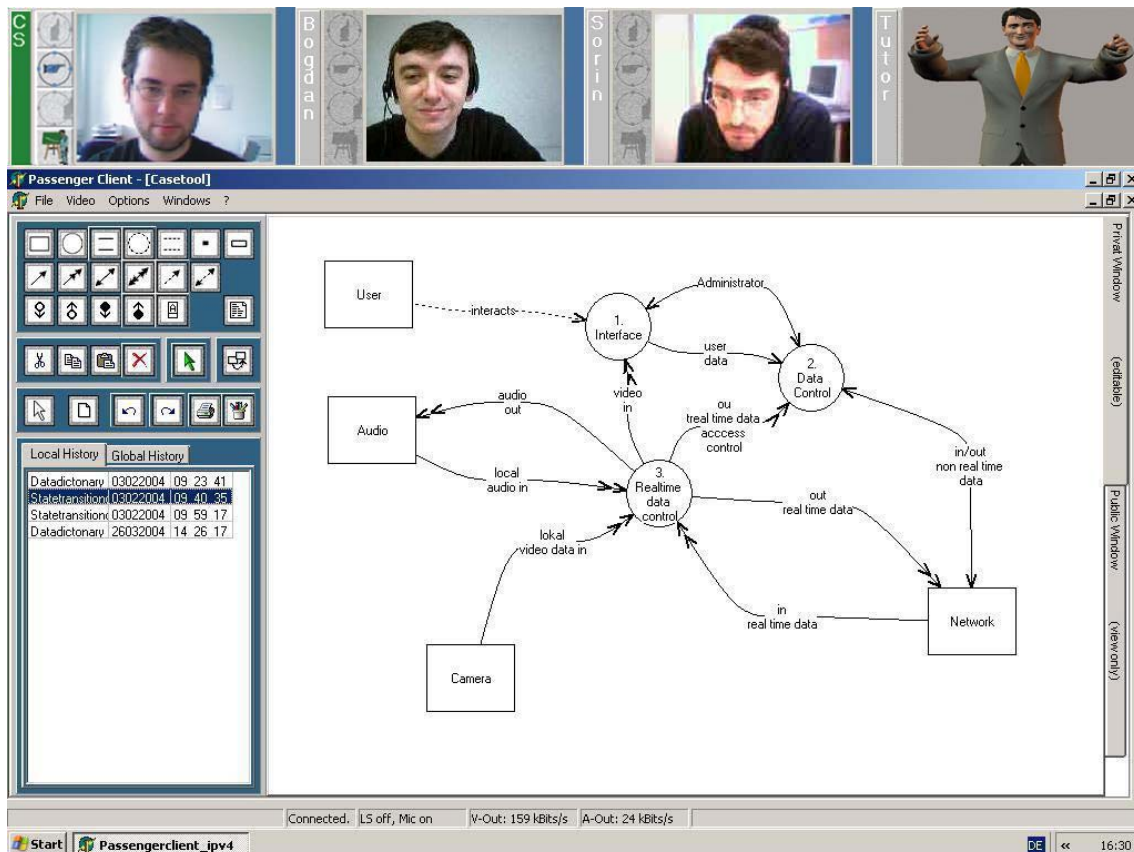 CS
Bogdan
Sorin
Tutor
Passenger Client - [Casetool]
File Video Options Windows ?
Local History Global History
Datadictonary 03022004 09 23 41
Statetransitiond 03022004 09 40 35
Statetransitiond 03022004 09 59 17
Datadictonary 26032004 14 26 17
User
interacts
1.
Interface
Administrator
user
data
2.
Data
Control
Audio
audio
out
video
in
ou
treal time data
acccess
control
local
audio in
3.
Realtime
data
control
in/out
non real time
data
out
real time data
lokal
video data in
in
real time data
Network
Camera
Privat Window (editable)
Public Window (view only)
Connected. LS off, Mic on V-Out: 159 kBits/s A-Out: 24 kBits/s
Start Passengerclient_ipv4 DE « 16:30